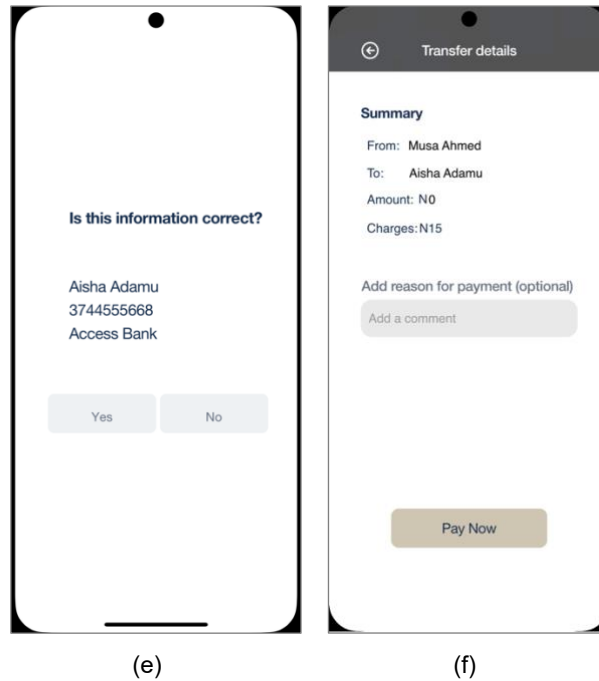 Is this information correct?
Aisha Adamu
3744555668
Access Bank
Yes
No
(e)
Transfer details
Summary
From: Musa Ahmed
To: Aisha Adamu
Amount: N0
Charges: N15
Add reason for payment (optional)
Add a comment
Pay Now
(f)